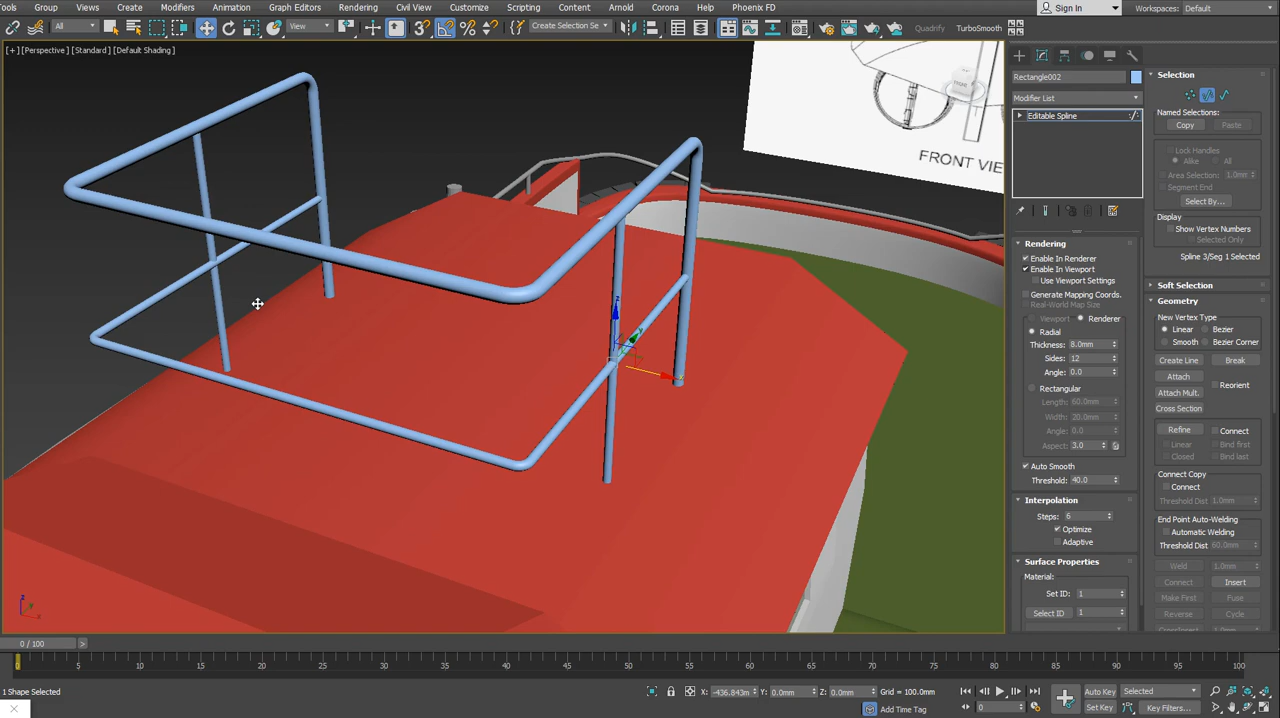 Tools Group Views Create Modifiers Animation Graph Editors Rendering Civil View Customize Scripting Content Arnold Corona Help Phoenix FD Sign In Workspaces: Default
All View Create Selection Se Quadrify TurboSmooth
[+] [Perspective] [Standard] [Default Shading]
FRONT VIE
FRONT
z
y
x
z
y
x
Rectangle002
Modifier List
Editable Spline
Rendering
Enable In Renderer
Enable In Viewport
Use Viewport Settings
Generate Mapping Coords.
Real-World Map Size
Viewport Renderer
Radial
Thickness: 8.0mm
Sides: 12
Angle: 0.0
Rectangular
Length: 60.0mm
Width: 20.0mm
Angle: 0.0
Aspect: 3.0
Auto Smooth
Threshold: 40.0
Interpolation
Steps: 6
Optimize
Adaptive
Surface Properties
Material:
Set ID: 1
Select ID 1
Selection
Named Selections:
Copy Paste
Lock Handles
Alike All
Area Selection: 1.0mm
Segment End
Select By...
Display
Show Vertex Numbers
Selected Only
Spline 3/Seg 1 Selected
Soft Selection
Geometry
New Vertex Type
Linear Bezier
Smooth Bezier Corner
Create Line Break
Attach Reorient
Attach Mult.
Cross Section
Refine Connect
Linear Bind first
Closed Bind last
Connect Copy
Connect
Threshold Dist 1.0mm
End Point Auto-Welding
Automatic Welding
Threshold Dist 60.0mm
Weld 1.0mm
Connect Insert
Make First Fuse
Reverse Cycle
0 / 100 >
0 5 10 15 20 25 30 35 40 45 50 55 60 65 70 75 80 85 90 95 100
1 Shape Selected X: -436.843m Y: 0.0mm Z: 0.0mm Grid = 100.0mm Auto Key Selected
Add Time Tag 0 Set Key Key Filters...